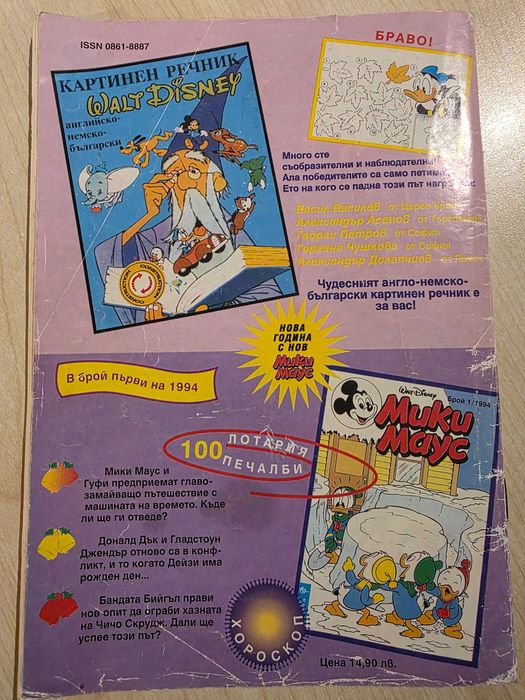 ISSN 0861-8887
КАРТИНЕН РЕЧНИК
WALT DISNEY
английско-
немско-
български
БРАВО!
Много сте
съобразителни и наблюдателни!
Ала победителите са само петима.
Ето на кого се падна този път наградата:
Васил Василев от Царев брод
Александър Асенов от Търговище
Георги Петров от София
Гергана Чушкова от София
Александър Долапчиев от
Чудесният англо-немско-
български картинен речник е
за вас!
НОВА
ГОДИНА
С НОВ
Мики
Маус
В брой първи на 1994
Walt Disney
Брой 1/1994
Мики
Маус
100 ЛОТАРИЯ
ПЕЧАЛБИ
Мики Маус и
Гуфи предприемат главо-
замайващо пътешествие с
машината на времето. Къде
ли ще ги отведе?
Доналд Дък и Гладстоун
Джендър отново са в конф-
ликт, и то когато Дейзи има
рожден ден...
Бандата Бийгъл прави
нов опит да ограби хазната
на Чичо Скрудж. Дали ще
успее този път?
ХОРОСКОП
Цена 14,90 лв.